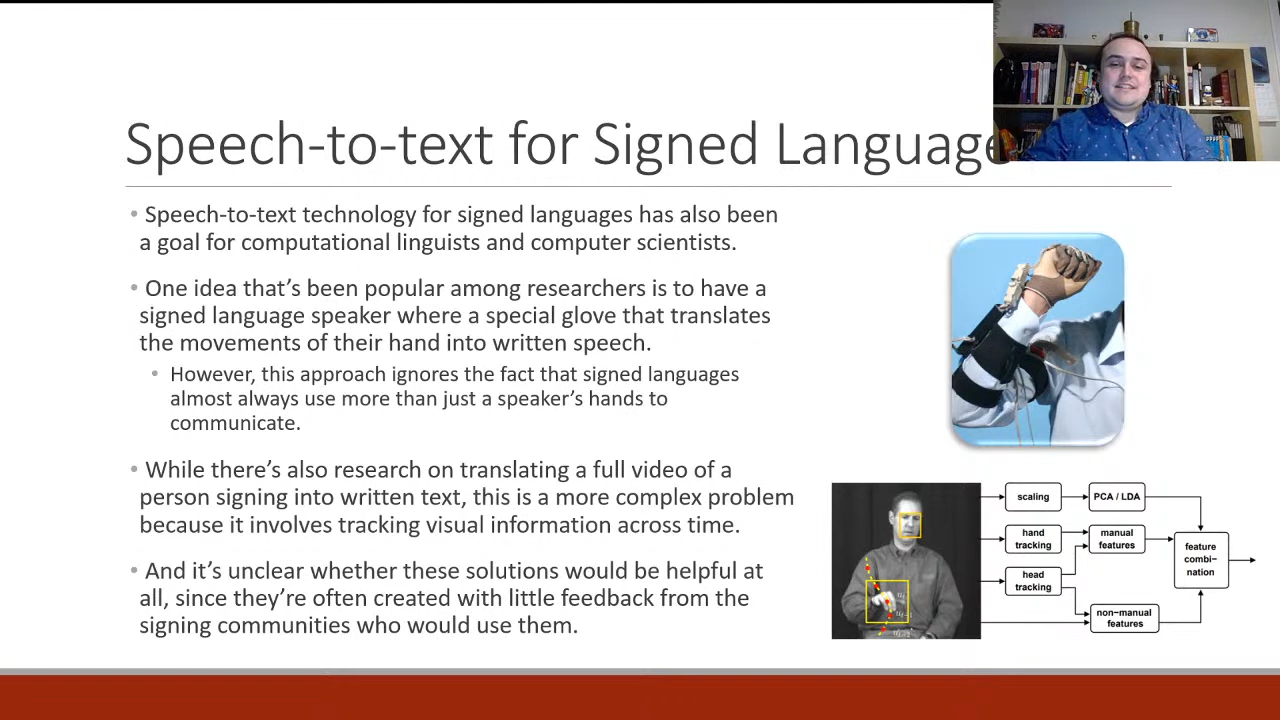 Speech-to-text for Signed Language
• Speech-to-text technology for signed languages has also been
a goal for computational linguists and computer scientists.
• One idea that’s been popular among researchers is to have a
signed language speaker where a special glove that translates
the movements of their hand into written speech.
• However, this approach ignores the fact that signed languages
almost always use more than just a speaker’s hands to
communicate.
• While there’s also research on translating a full video of a
person signing into written text, this is a more complex problem
because it involves tracking visual information across time.
• And it’s unclear whether these solutions would be helpful at
all, since they’re often created with little feedback from the
signing communities who would use them.
scaling
PCA / LDA
hand
tracking
manual
features
head
tracking
feature
combi−
nation
non−manual
features